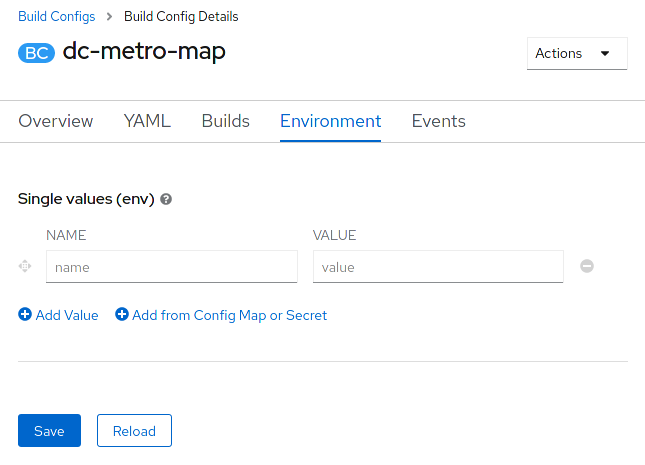 Build Configs > Build Config Details
BC dc-metro-map
Actions
Overview YAML Builds Environment Events
Single values (env) ?
NAME VALUE
name value
Add Value Add from Config Map or Secret
Save Reload